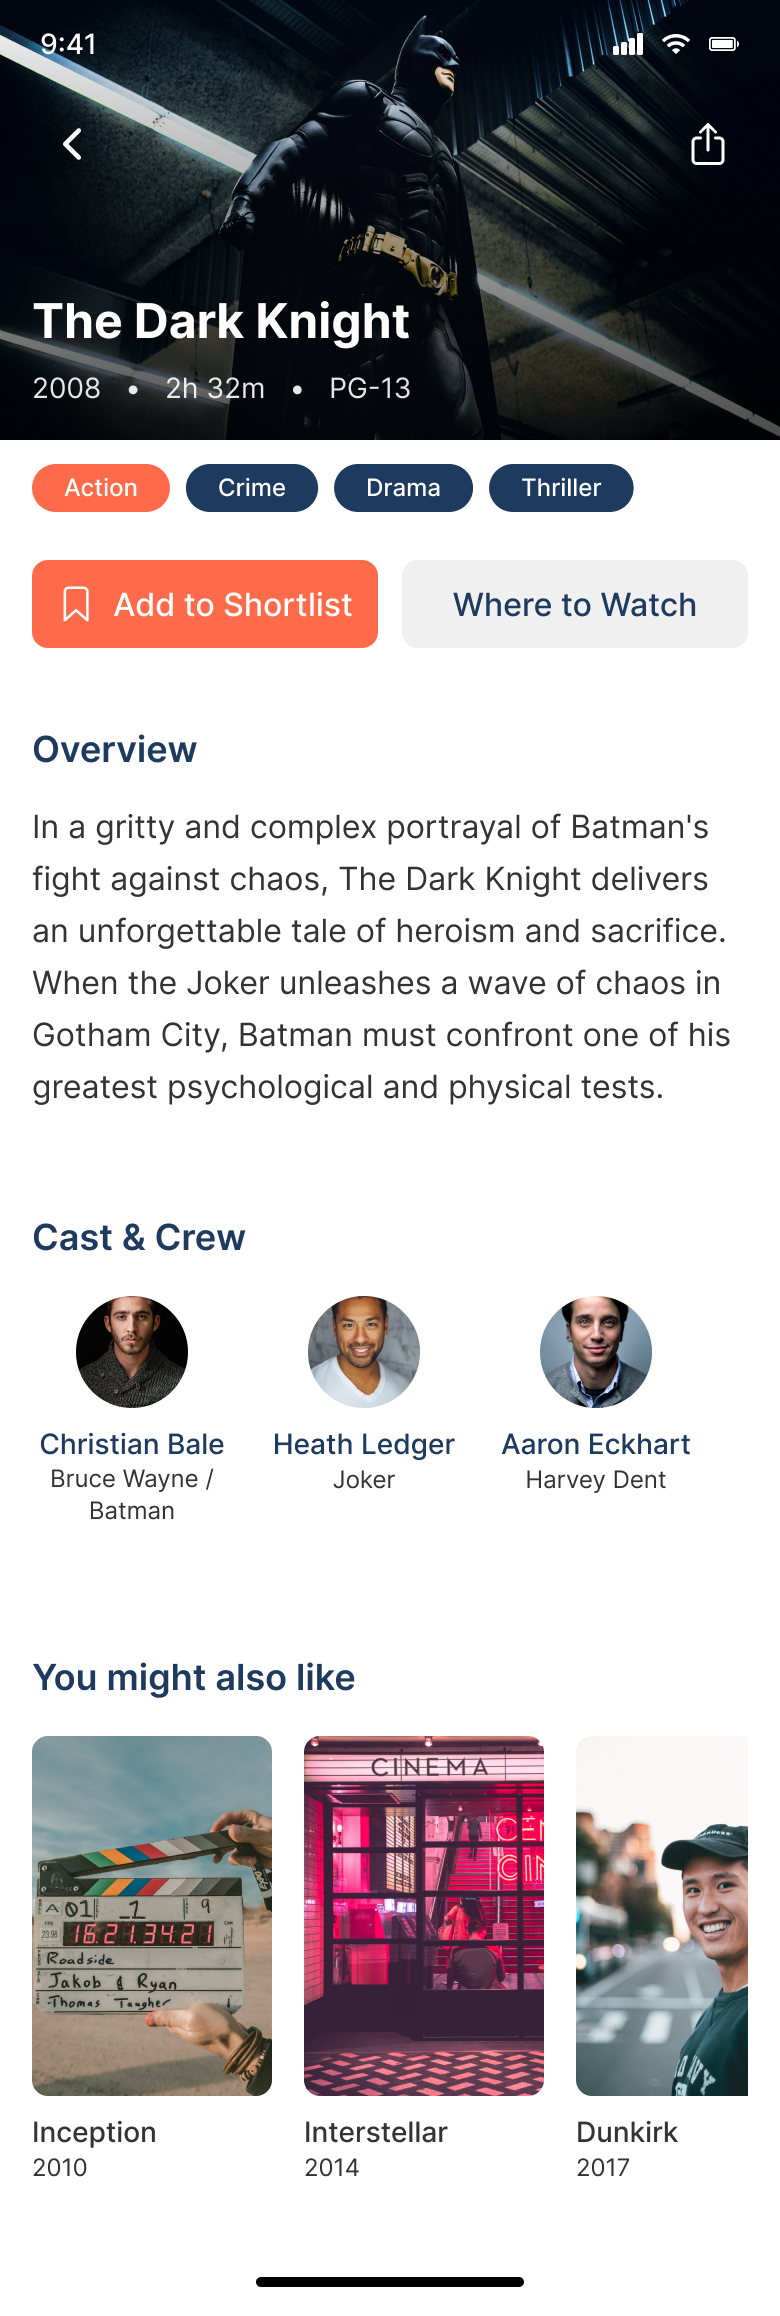 9:41
The Dark Knight
2008 • 2h 32m • PG-13
Action Crime Drama Thriller
Add to Shortlist Where to Watch
Overview
In a gritty and complex portrayal of Batman's
fight against chaos, The Dark Knight delivers
an unforgettable tale of heroism and sacrifice.
When the Joker unleashes a wave of chaos in
Gotham City, Batman must confront one of his
greatest psychological and physical tests.
Cast & Crew
Christian Bale
Bruce Wayne /
Batman
Heath Ledger
Joker
Aaron Eckhart
Harvey Dent
You might also like
A 01 1 9
23.98 16.21.34.21
Roadside
Jakob & Ryan
Thomas Taugher
CINEMA
Inception
2010
Interstellar
2014
Dunkirk
2017